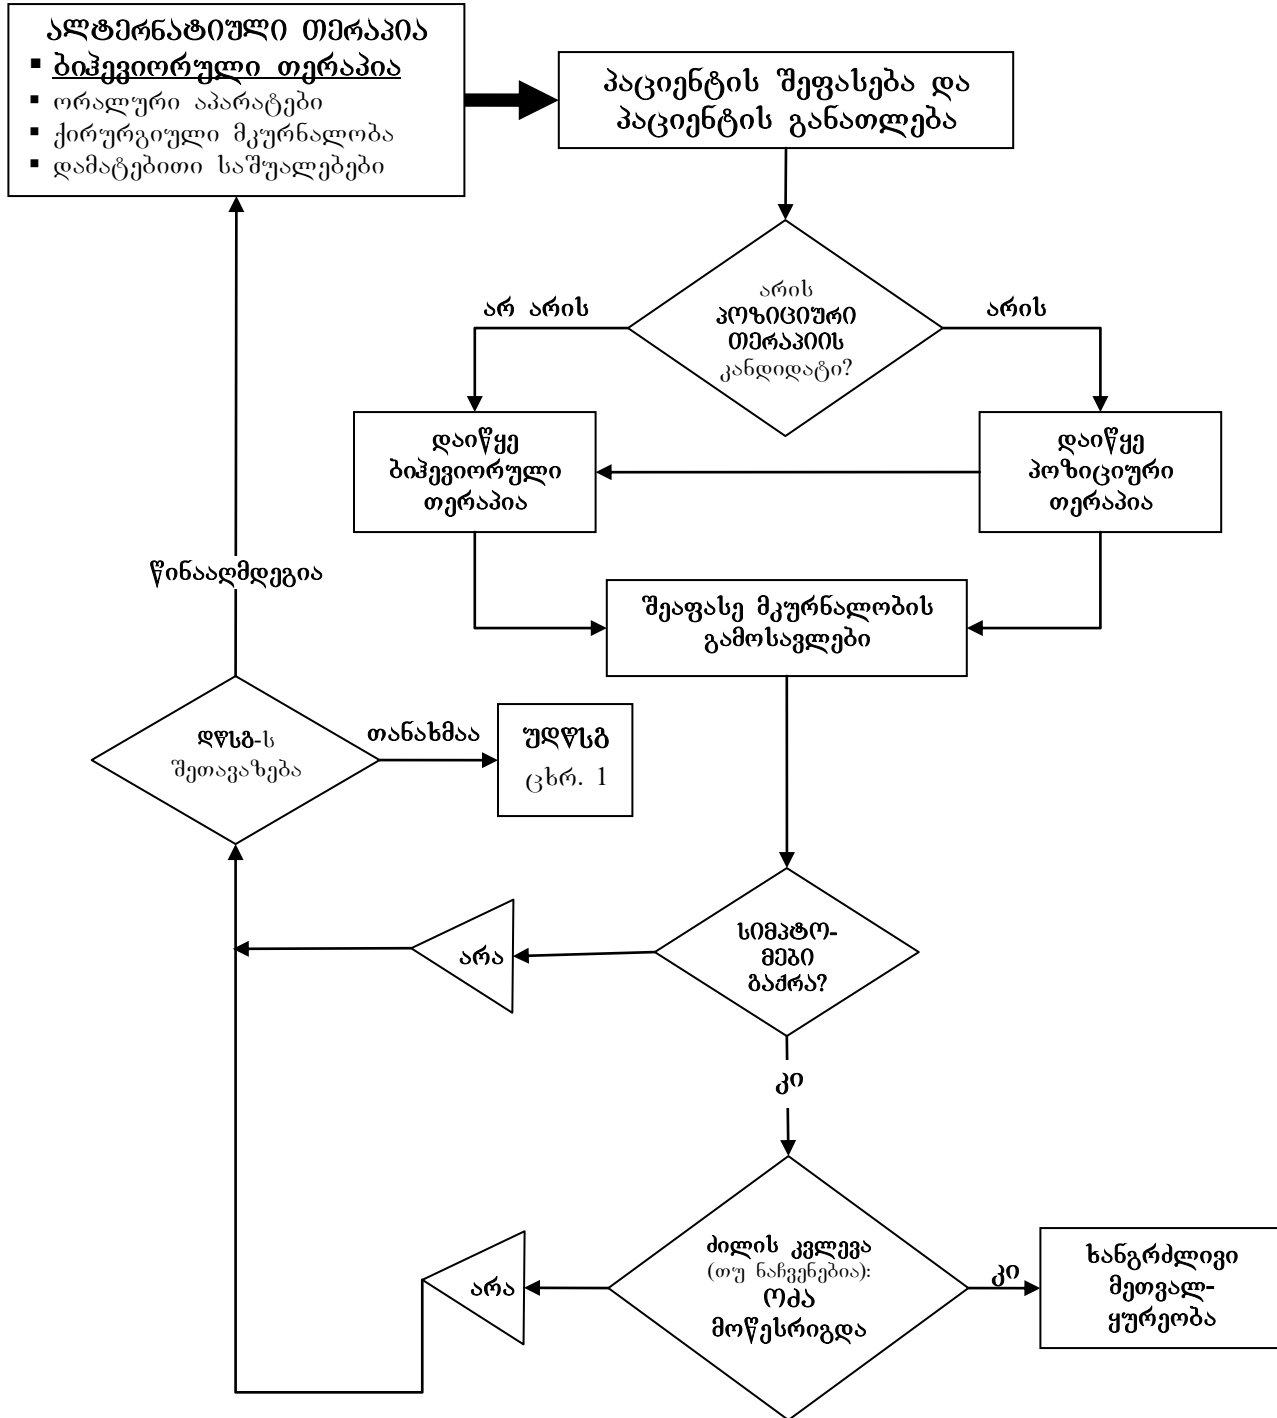 ალტერნატიული თერაპია
▪ ბიჰევიორული თერაპია
▪ ორალური აპარატები
▪ ქირურგიული მკურნალობა
▪ დამატებითი საშუალებები
პაციენტის შეფასება და
პაციენტის განათლება
არის
პოზიციური
თერაპიის
კანდიდატი?
არ არის
არის
დაიწყე
ბიჰევიორული
თერაპია
დაიწყე
პოზიციური
თერაპია
შეაფასე მკურნალობის
გამოსავლები
წინააღმდეგია
დწსგ-ს
შეთავაზება
თანახმაა
უდწსგ
ცხრ. 1
სიმპტო-
მები
გაქრა?
არა
კი
ძილის კვლევა
(თუ ნაჩვენებია):
ოძა
მოწესრიგდა
არა
კი
ხანგრძლივი
მეთვალ-
ყურეობა